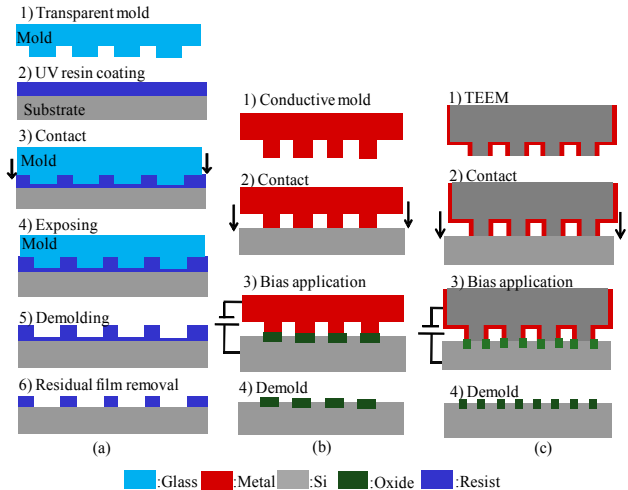 1) Transparent mold
Mold
2) UV resin coating
Substrate
3) Contact
Mold
4) Exposing
Mold
5) Demolding
6) Residual film removal
(a)
1) Conductive mold
2) Contact
3) Bias application
4) Demold
(b)
1) TEEM
2) Contact
3) Bias application
4) Demold
(c)
:Glass :Metal :Si :Oxide :Resist